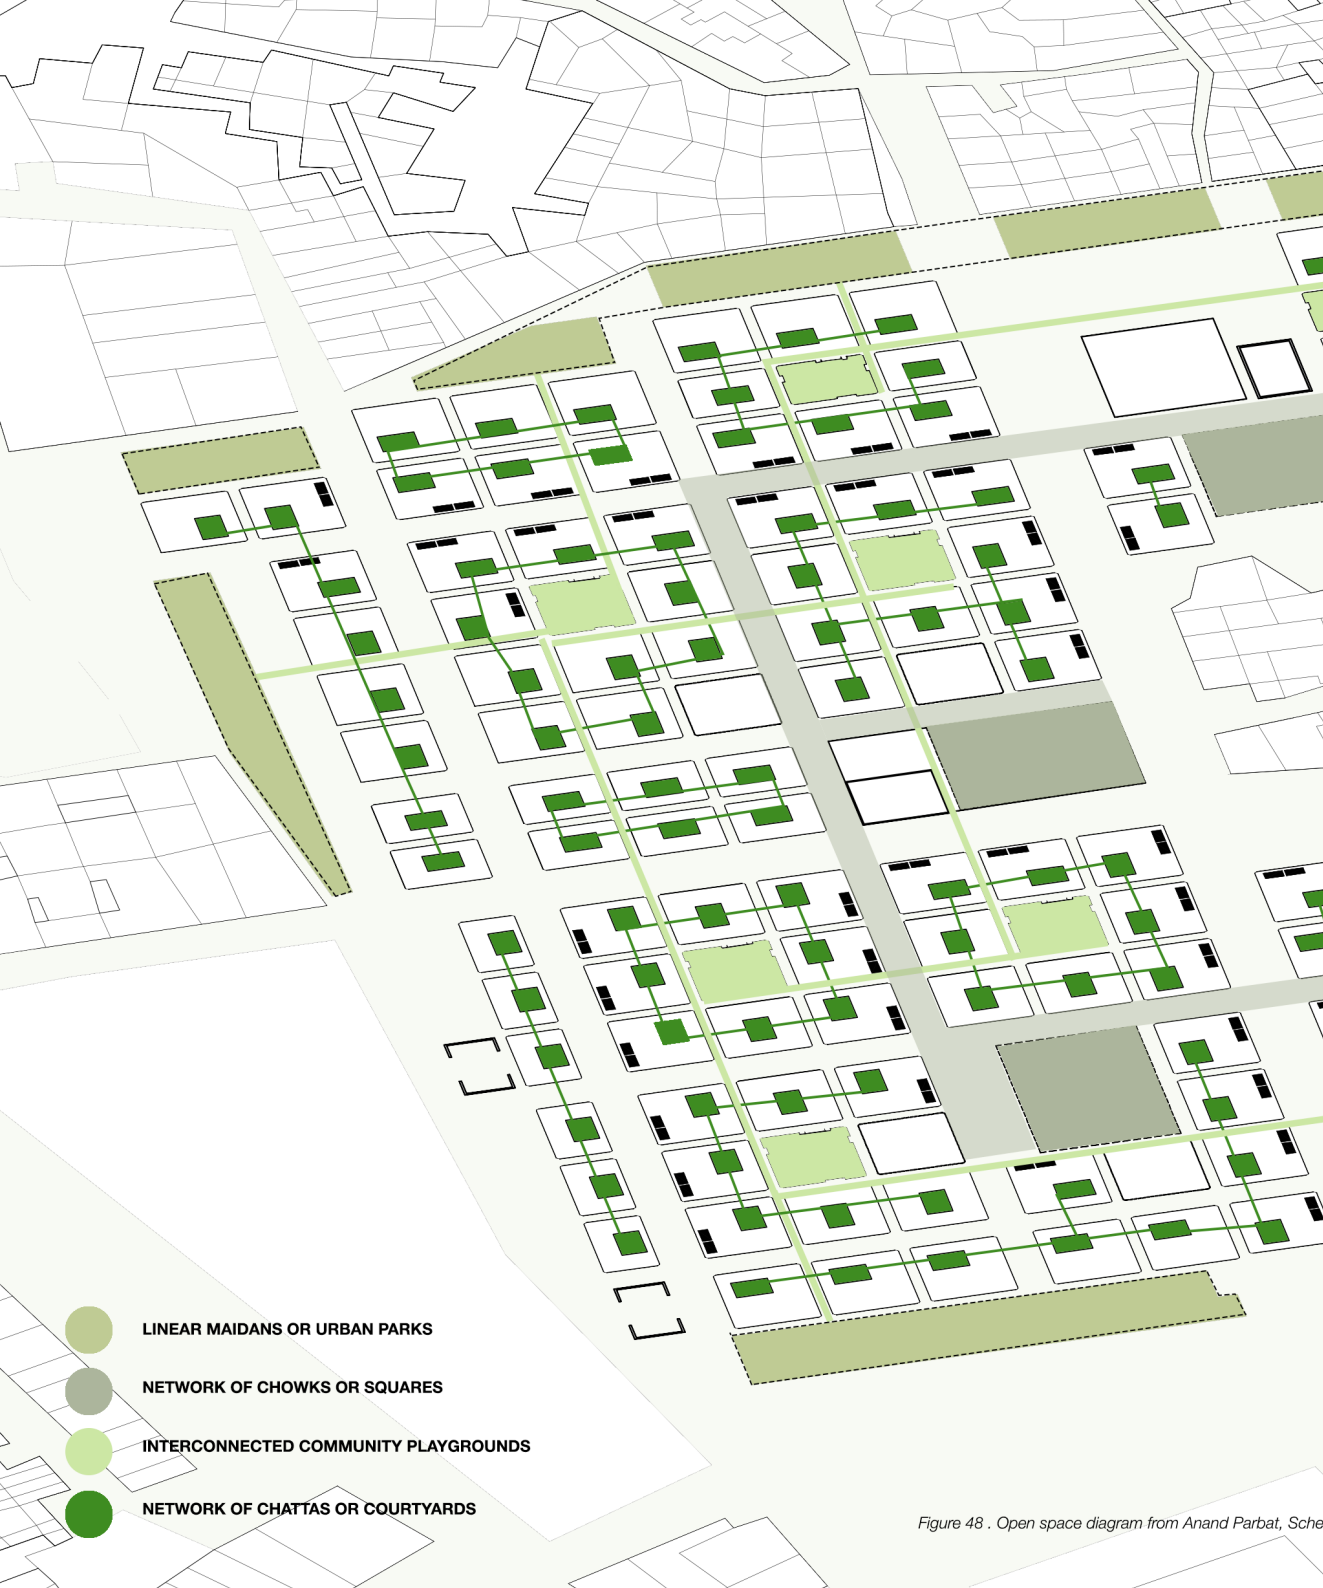 LINEAR MAIDANS OR URBAN PARKS
NETWORK OF CHOWKS OR SQUARES
INTERCONNECTED COMMUNITY PLAYGROUNDS
NETWORK OF CHATTAS OR COURTYARDS
Figure 48 . Open space diagram from Anand Parbat, Sche